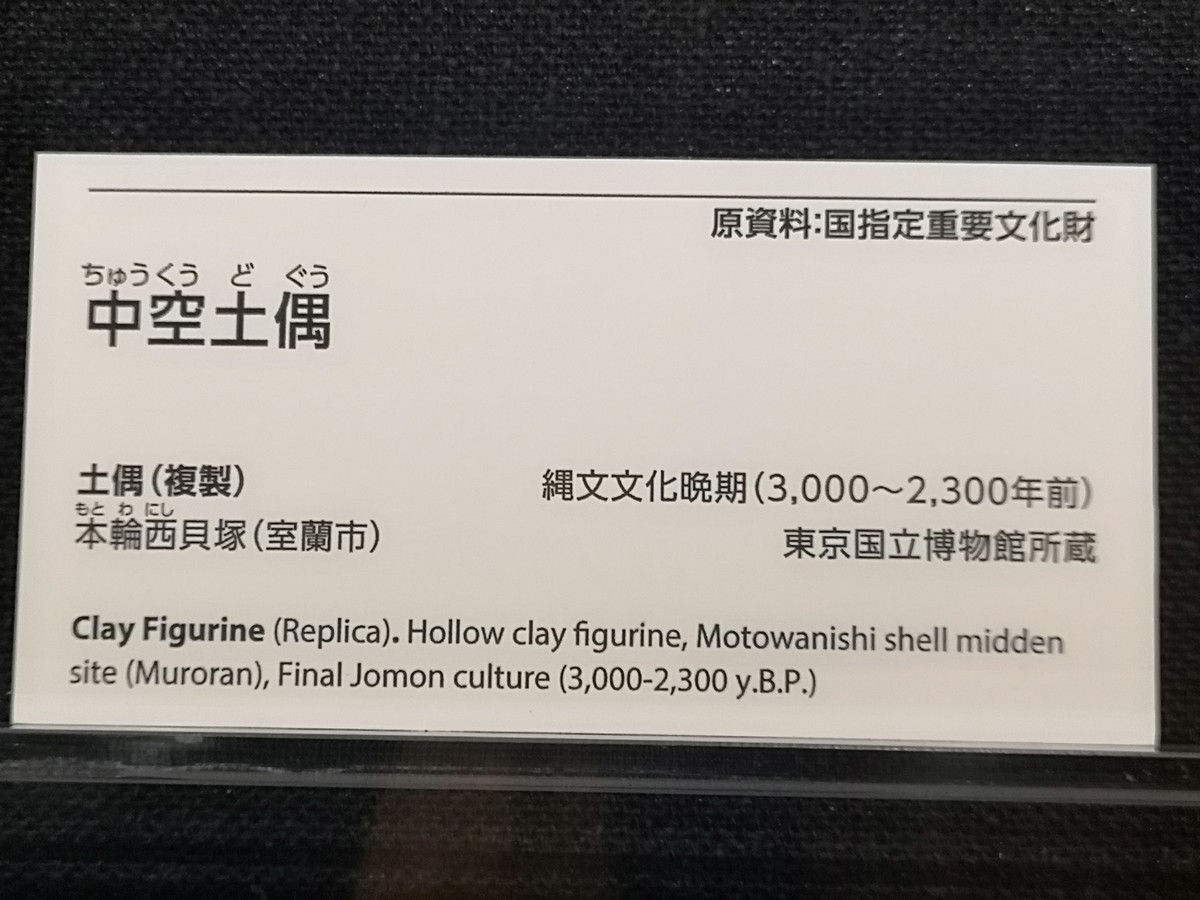 原資料:国指定重要文化財
ちゅうくう ど ぐう
中空土偶
土偶(複製)
縄文文化晩期(3,000～2,300年前)
もと わ にし
本輪西貝塚(室蘭市)
東京国立博物館所蔵
Clay Figurine (Replica). Hollow clay figurine, Motowanishi shell midden
site (Muroran), Final Jomon culture (3,000-2,300 y.B.P.)